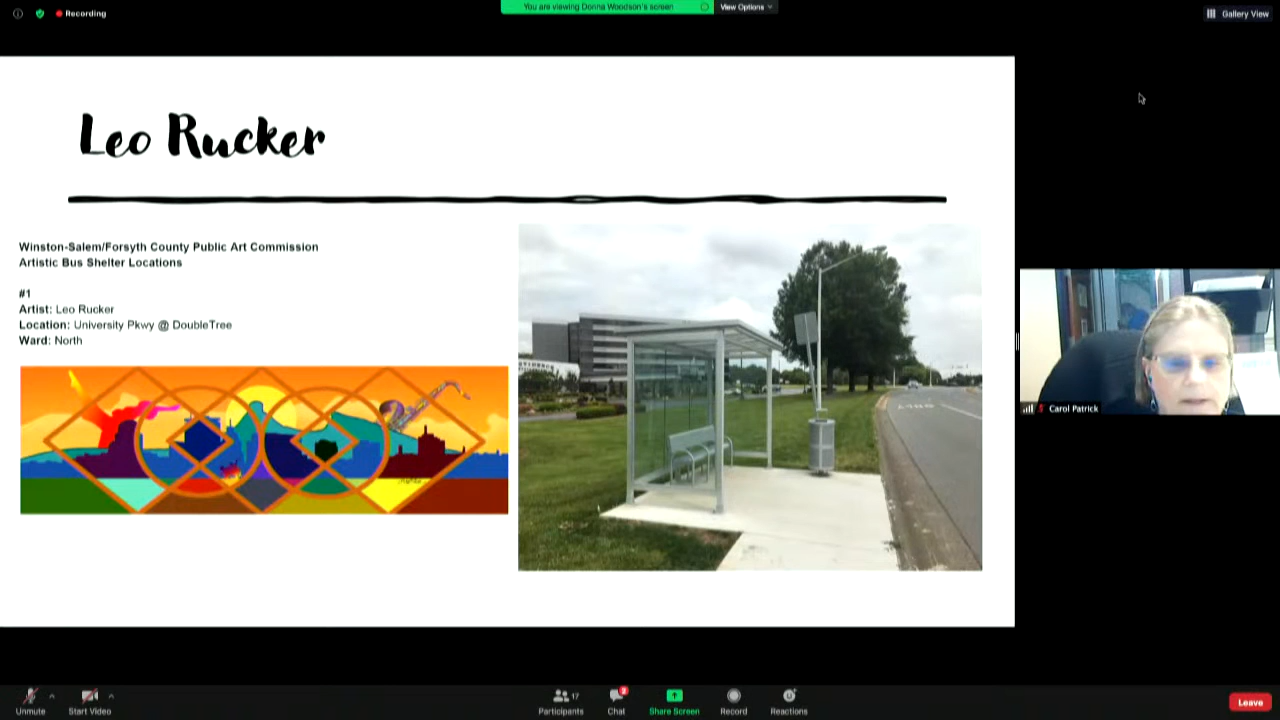 Recording
You are viewing Donna Woodson's screen
View Options
Gallery View
Leo Rucker
Winston-Salem/Forsyth County Public Art Commission
Artistic Bus Shelter Locations
#1
Artist: Leo Rucker
Location: University Pkwy @ DoubleTree
Ward: North
Carol Patrick
Unmute
Start Video
Participants
17
Chat
Share Screen
Record
Reactions
Leave